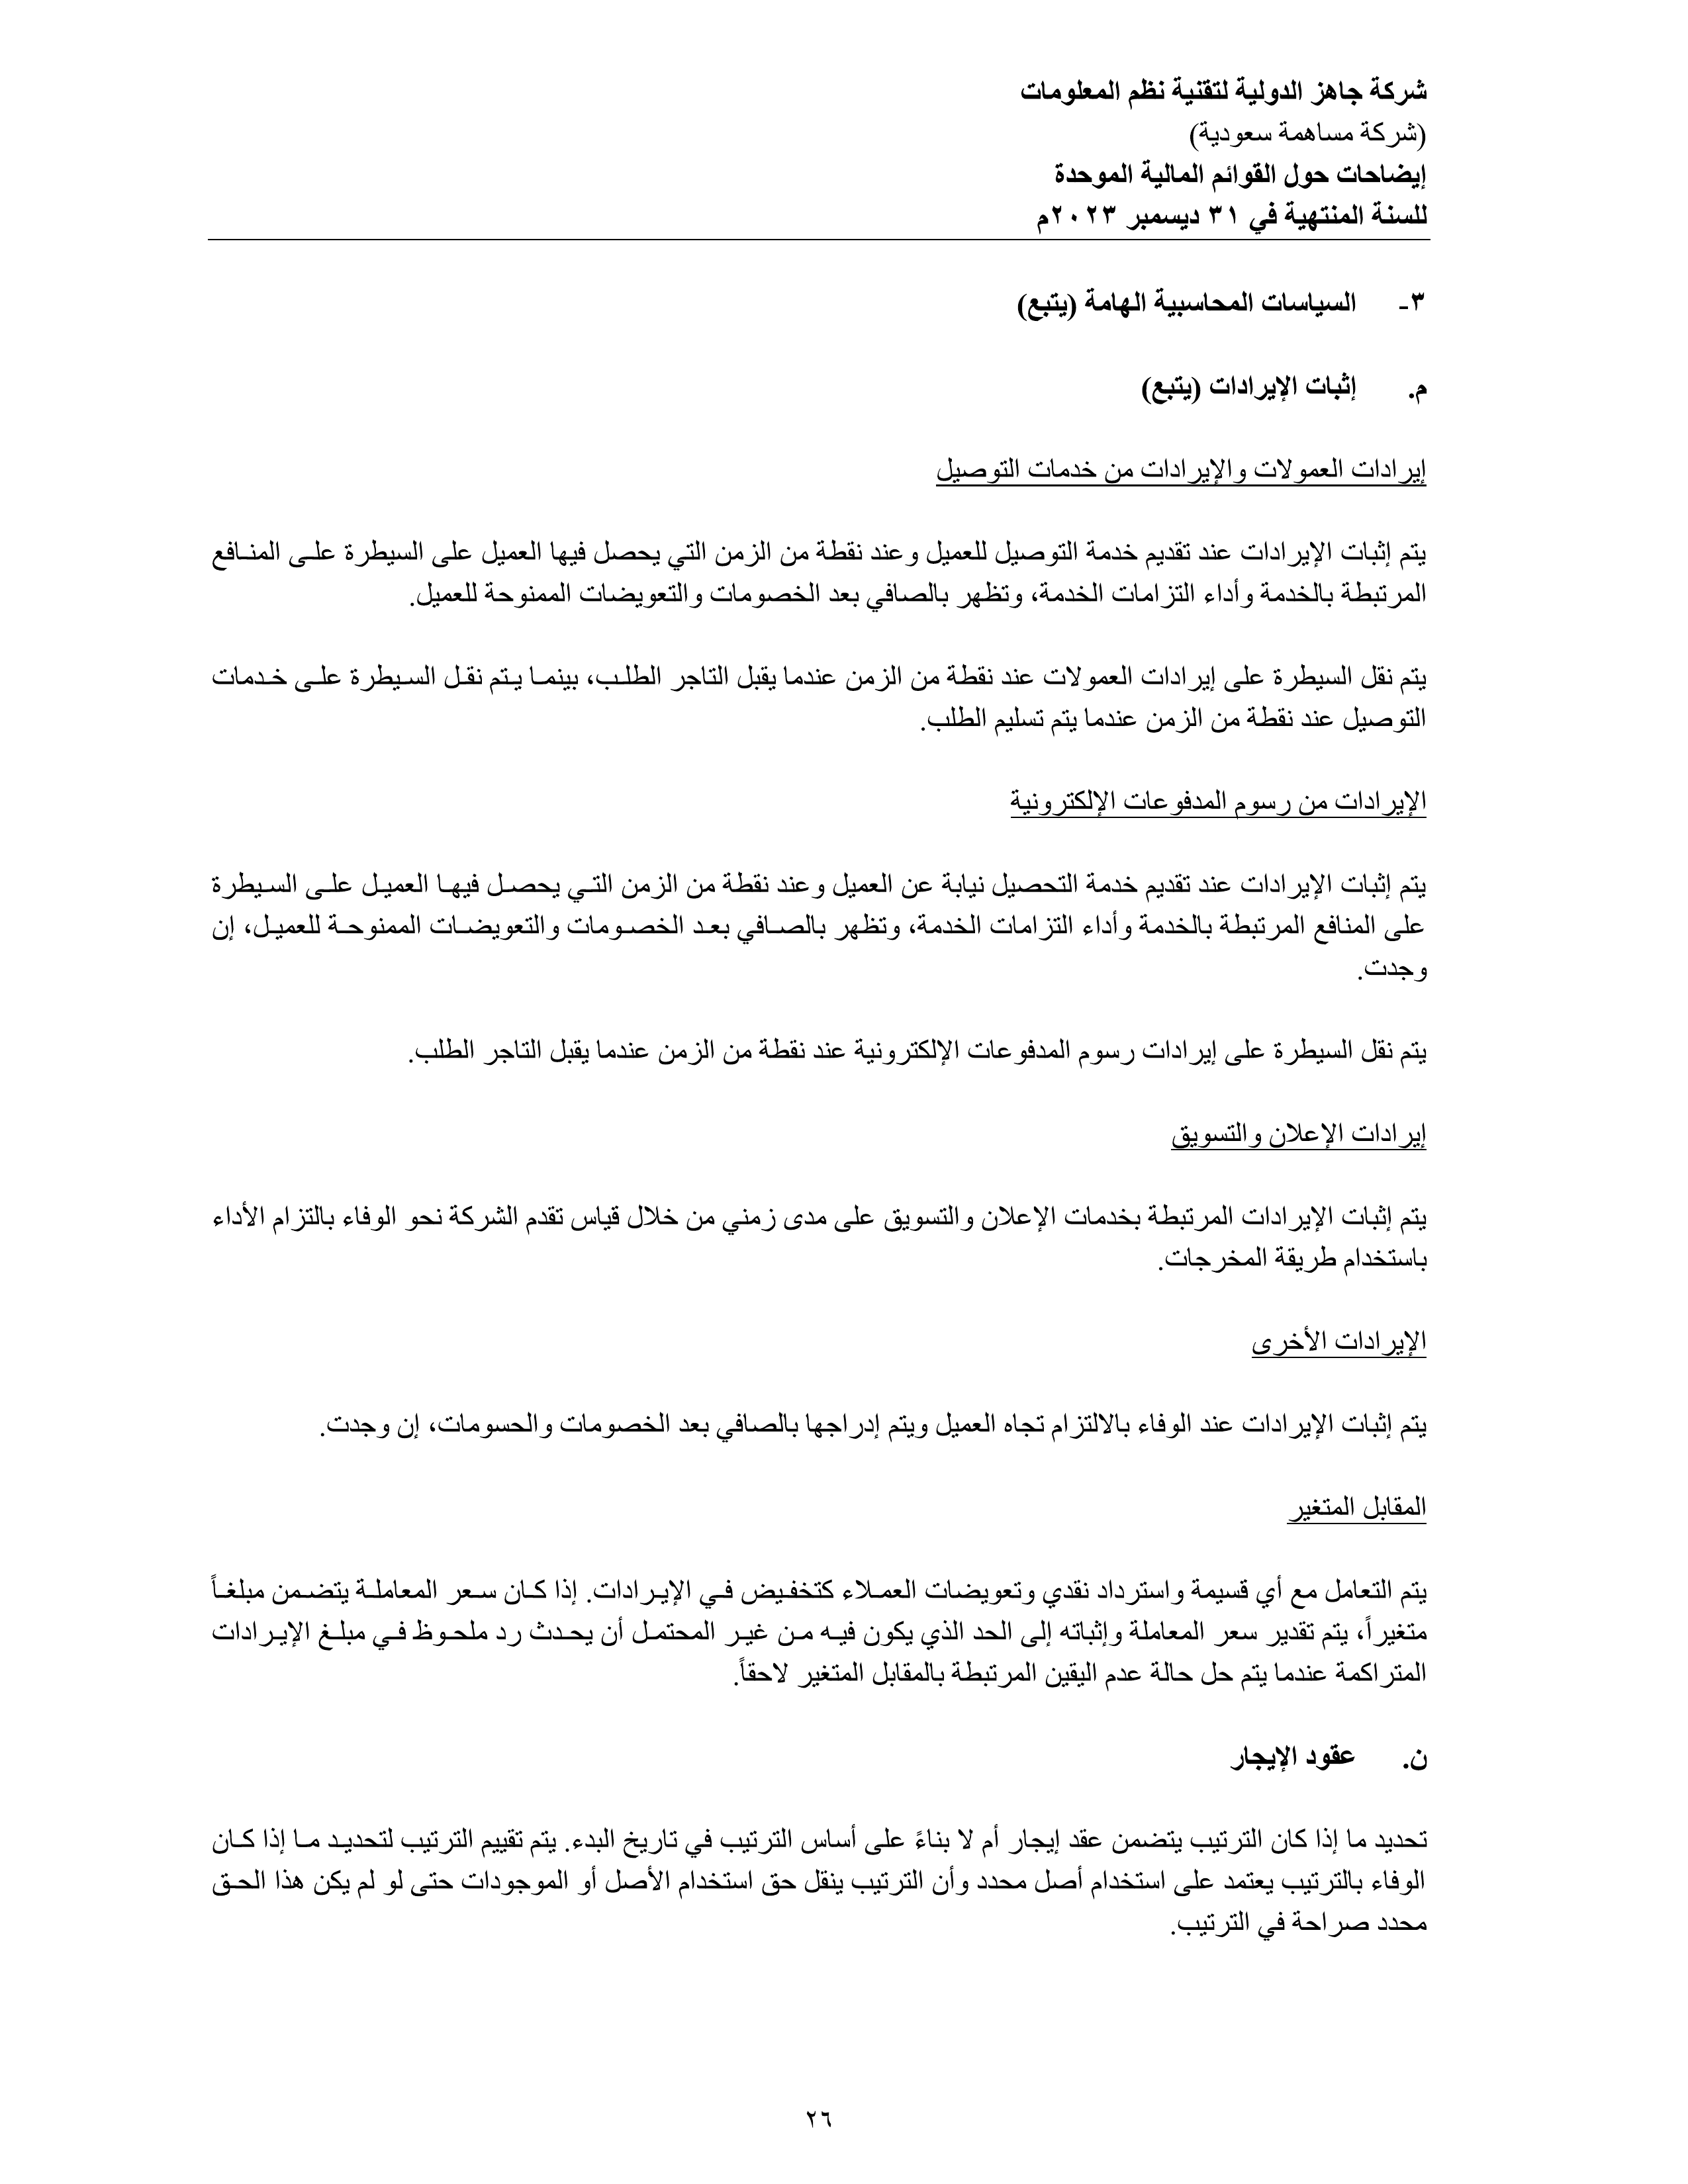 شركة جاهز الدولية لتقنية نظم المعلومات
(شركة مساهمة سعودية)
إيضاحات حول القوائم المالية الموحدة
للسنة المنتهية في ٣١ ديسمبر ٢٠٢٣م
٣- السياسات المحاسبية الهامة (يتبع)
م. إثبات الإيرادات (يتبع)
إيرادات العمولات والإيرادات من خدمات التوصيل
يتم إثبات الإيرادات عند تقديم خدمة التوصيل للعميل وعند نقطة من الزمن التي يحصل فيها العميل على السيطرة على المنافع
المرتبطة بالخدمة وأداء التزامات الخدمة، وتظهر بالصافي بعد الخصومات والتعويضات الممنوحة للعميل.
يتم نقل السيطرة على إيرادات العمولات عند نقطة من الزمن عندما يقبل التاجر الطلب، بينما يتم نقل السيطرة على خدمات
التوصيل عند نقطة من الزمن عندما يتم تسليم الطلب.
الإيرادات من رسوم المدفوعات الإلكترونية
يتم إثبات الإيرادات عند تقديم خدمة التحصيل نيابة عن العميل وعند نقطة من الزمن التي يحصل فيها العميل على السيطرة
على المنافع المرتبطة بالخدمة وأداء التزامات الخدمة، وتظهر بالصافي بعد الخصومات والتعويضات الممنوحة للعميل، إن
وجدت.
يتم نقل السيطرة على إيرادات رسوم المدفوعات الإلكترونية عند نقطة من الزمن عندما يقبل التاجر الطلب.
إيرادات الإعلان والتسويق
يتم إثبات الإيرادات المرتبطة بخدمات الإعلان والتسويق على مدى زمني من خلال قياس تقدم الشركة نحو الوفاء بالتزام الأداء
باستخدام طريقة المخرجات.
الإيرادات الأخرى
يتم إثبات الإيرادات عند الوفاء بالالتزام تجاه العميل ويتم إدراجها بالصافي بعد الخصومات والحسومات، إن وجدت.
المقابل المتغير
يتم التعامل مع أي قسيمة واسترداد نقدي وتعويضات العملاء كتخفيض في الإيرادات. إذا كان سعر المعاملة يتضمن مبلغاً
متغيراً، يتم تقدير سعر المعاملة وإثباته إلى الحد الذي يكون فيه من غير المحتمل أن يحدث رد ملحوظ في مبلغ الإيرادات
المتراكمة عندما يتم حل حالة عدم اليقين المرتبطة بالمقابل المتغير لاحقاً.
ن. عقود الإيجار
تحديد ما إذا كان الترتيب يتضمن عقد إيجار أم لا بناءً على أساس الترتيب في تاريخ البدء. يتم تقييم الترتيب لتحديد ما إذا كان
الوفاء بالترتيب يعتمد على استخدام أصل محدد وأن الترتيب ينقل حق استخدام الأصل أو الموجودات حتى لو لم يكن هذا الحق
محدد صراحة في الترتيب.
٢٦